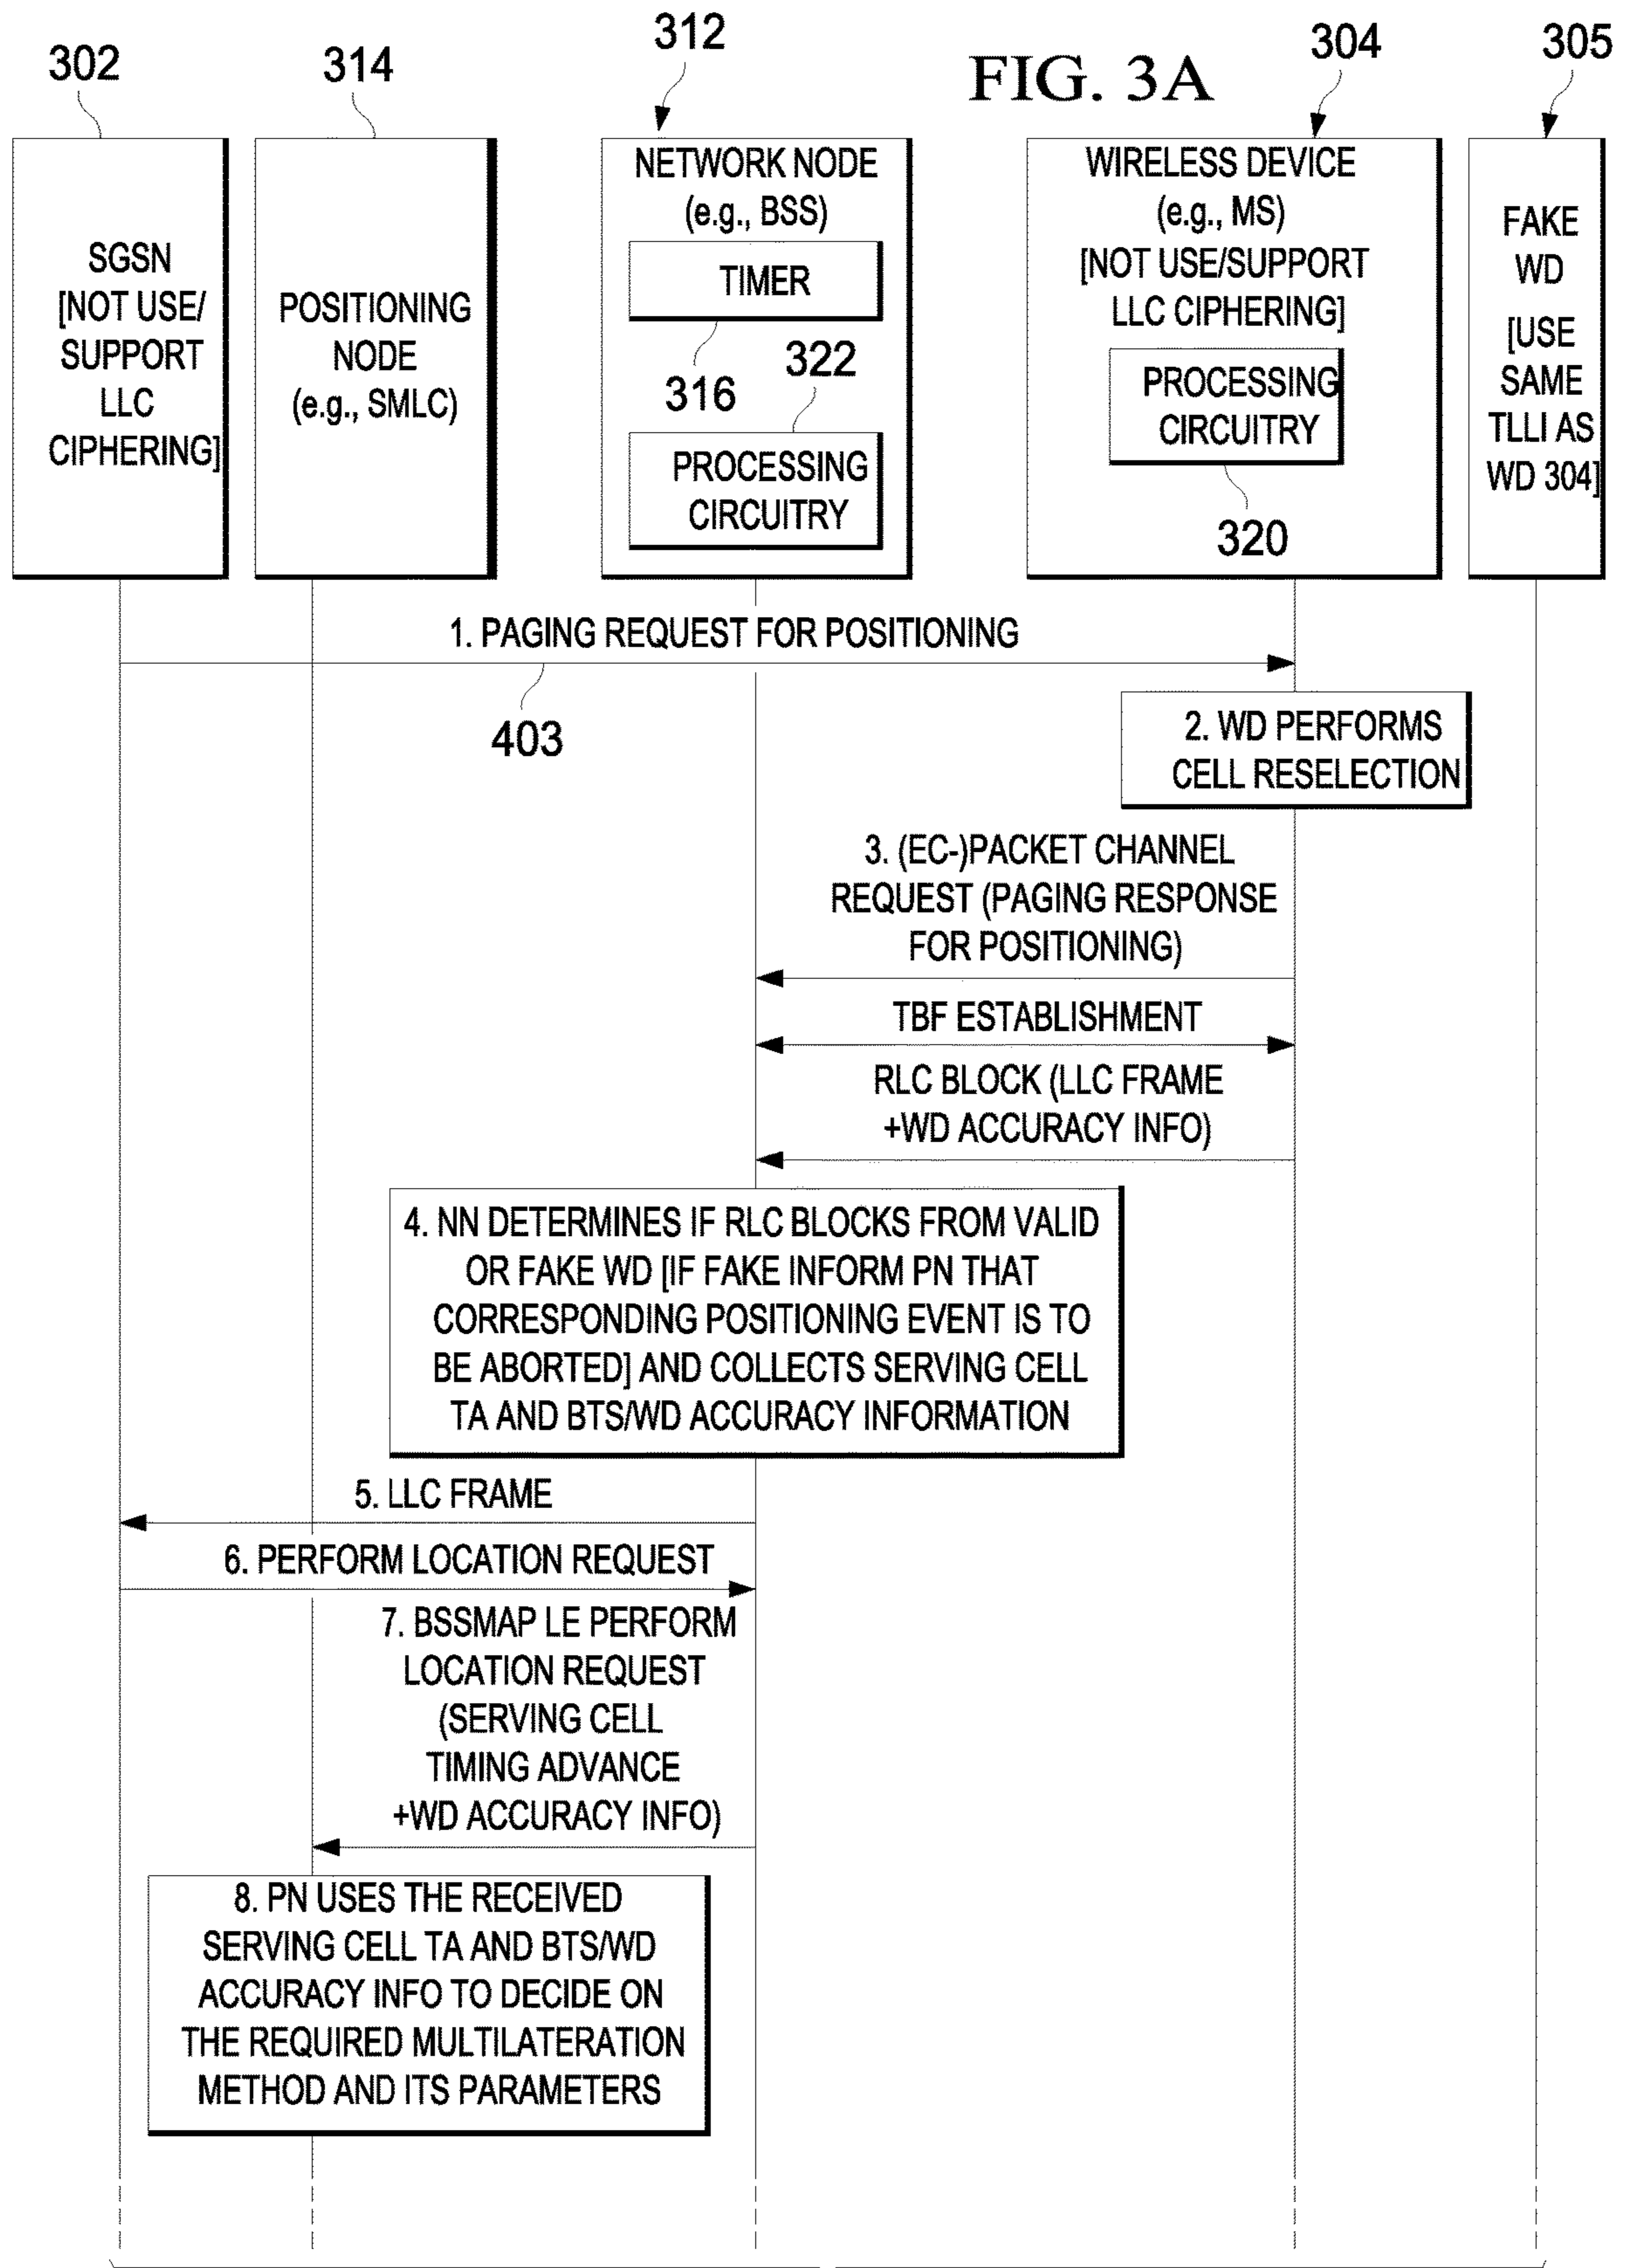 302
314
312
FIG. 3A
304
305
SGSN
[NOT USE/
SUPPORT
LLC
CIPHERING]
POSITIONING
NODE
(e.g., SMLC)
NETWORK NODE
(e.g., BSS)
TIMER
316
322
PROCESSING
CIRCUITRY
WIRELESS DEVICE
(e.g., MS)
[NOT USE/SUPPORT
LLC CIPHERING]
PROCESSING
CIRCUITRY
320
FAKE
WD
[USE
SAME
TLLI AS
WD 304]
1. PAGING REQUEST FOR POSITIONING
403
2. WD PERFORMS
CELL RESELECTION
3. (EC-)PACKET CHANNEL
REQUEST (PAGING RESPONSE
FOR POSITIONING)
TBF ESTABLISHMENT
RLC BLOCK (LLC FRAME
+WD ACCURACY INFO)
4. NN DETERMINES IF RLC BLOCKS FROM VALID
OR FAKE WD [IF FAKE INFORM PN THAT
CORRESPONDING POSITIONING EVENT IS TO
BE ABORTED] AND COLLECTS SERVING CELL
TA AND BTS/WD ACCURACY INFORMATION
5. LLC FRAME
6. PERFORM LOCATION REQUEST
7. BSSMAP LE PERFORM
LOCATION REQUEST
(SERVING CELL
TIMING ADVANCE
+WD ACCURACY INFO)
8. PN USES THE RECEIVED
SERVING CELL TA AND BTS/WD
ACCURACY INFO TO DECIDE ON
THE REQUIRED MULTILATERATION
METHOD AND ITS PARAMETERS